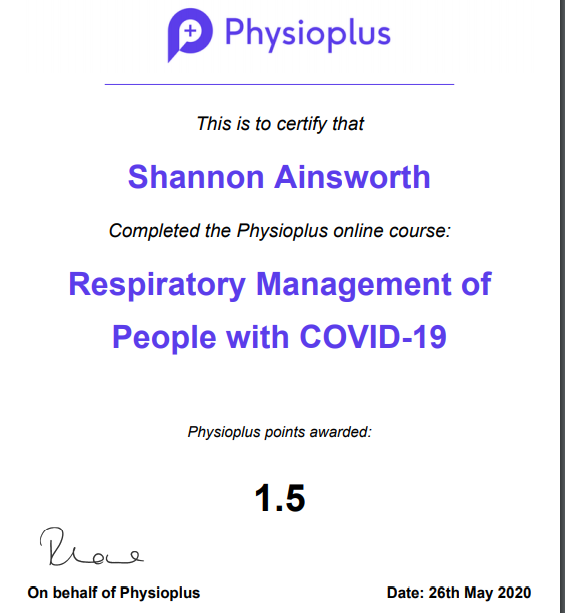 Physioplus
This is to certify that
Shannon Ainsworth
Completed the Physioplus online course:
Respiratory Management of
People with COVID-19
Physioplus points awarded:
1.5
On behalf of Physioplus
Date: 26th May 2020